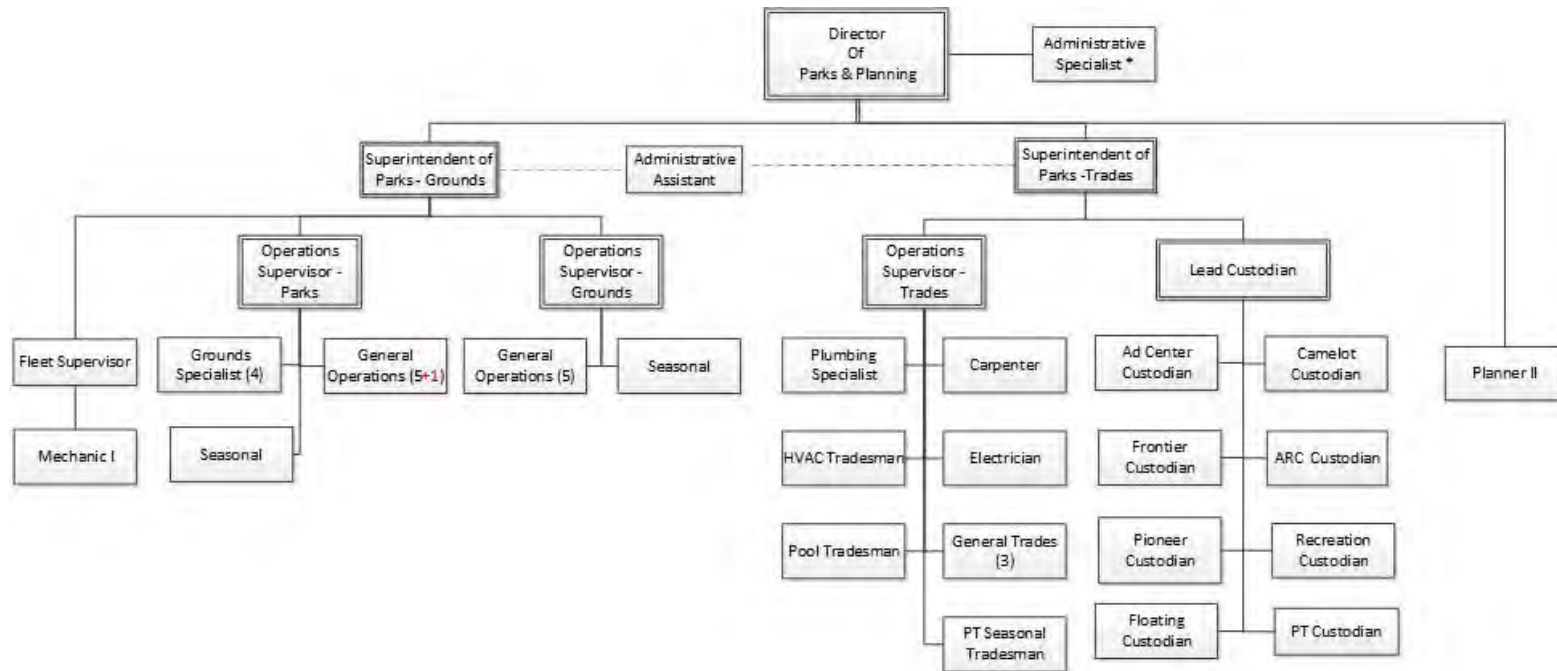 Director
Of
Parks & Planning
Administrative
Specialist *
Superintendent of
Parks - Grounds
Administrative
Assistant
Superintendent of
Parks -Trades
Operations
Supervisor -
Parks
Operations
Supervisor -
Grounds
Operations
Supervisor -
Trades
Lead Custodian
Fleet Supervisor
Grounds
Specialist (4)
General
Operations (5+1)
General
Operations (5)
Seasonal
Plumbing
Specialist
Carpenter
Ad Center
Custodian
Camelot
Custodian
Planner II
Mechanic I
Seasonal
HVAC Tradesman
Electrician
Frontier
Custodian
ARC Custodian
Pool Tradesman
General Trades
(3)
Pioneer
Custodian
Recreation
Custodian
PT Seasonal
Tradesman
Floating
Custodian
PT Custodian